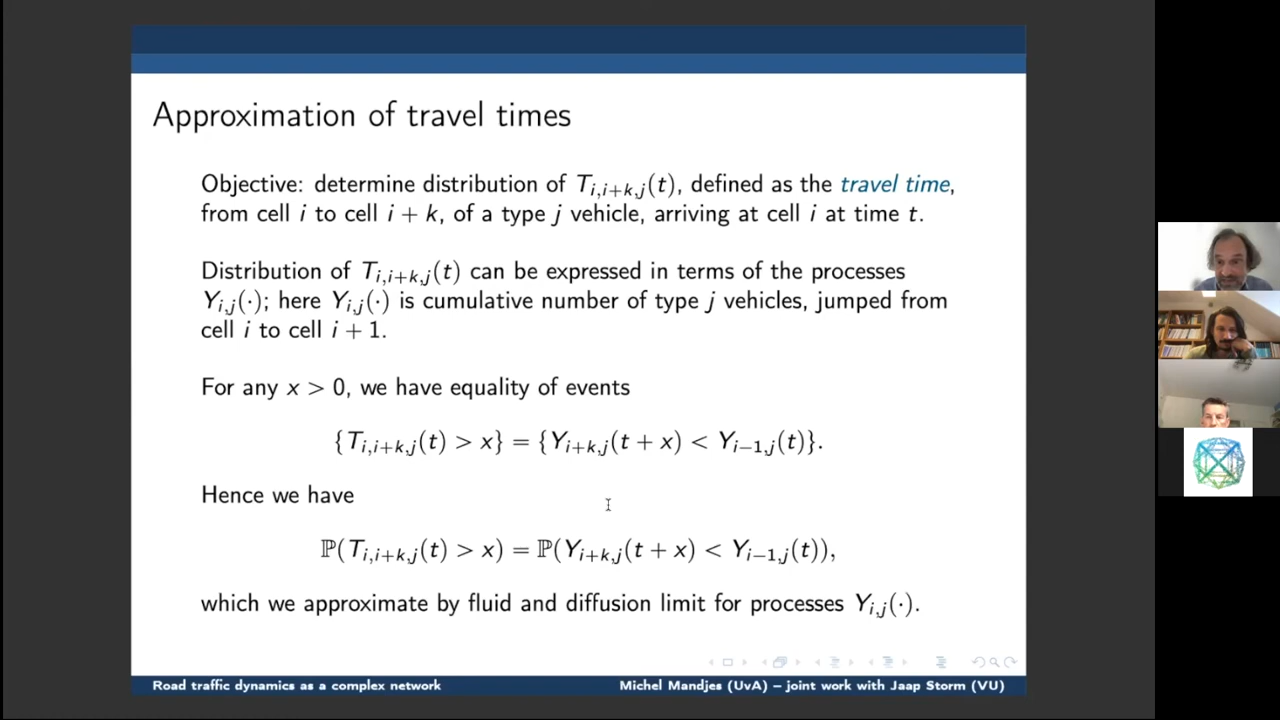 Approximation of travel times
Objective: determine distribution of T_{i,i+k,j}(t), defined as the travel time,
from cell i to cell i + k, of a type j vehicle, arriving at cell i at time t.
Distribution of T_{i,i+k,j}(t) can be expressed in terms of the processes
Y_{i,j}(·); here Y_{i,j}(·) is cumulative number of type j vehicles, jumped from
cell i to cell i + 1.
For any x > 0, we have equality of events
{T_{i,i+k,j}(t) > x} = {Y_{i+k,j}(t + x) < Y_{i−1,j}(t)}.
Hence we have
ℙ(T_{i,i+k,j}(t) > x) = ℙ(Y_{i+k,j}(t + x) < Y_{i−1,j}(t)),
which we approximate by fluid and diffusion limit for processes Y_{i,j}(·).
Road traffic dynamics as a complex network
Michel Mandjes (UvA) – joint work with Jaap Storm (VU)